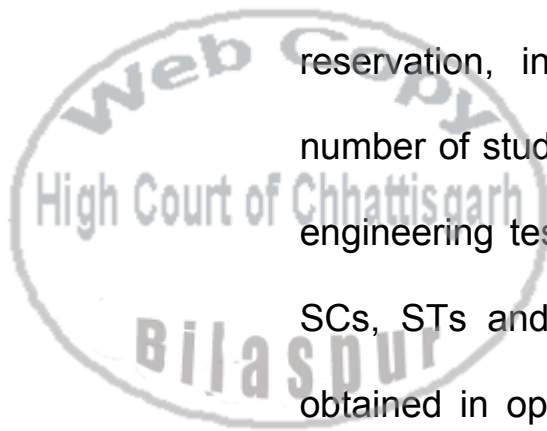 Web Copy
High Court of Chhattisgarh
Bilaspur
reservation, in
number of stud
engineering tes
SCs, STs and
obtained in op